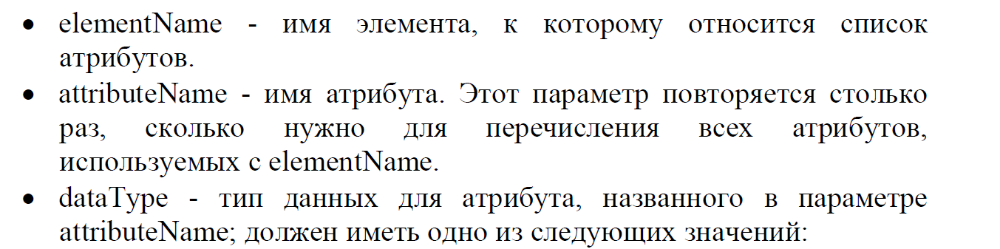 • elementName - имя элемента, к которому относится список
атрибутов.
• attributeName - имя атрибута. Этот параметр повторяется столько
раз, сколько нужно для перечисления всех атрибутов,
используемых с elementName.
• dataType - тип данных для атрибута, названного в параметре
attributeName; должен иметь одно из следующих значений: